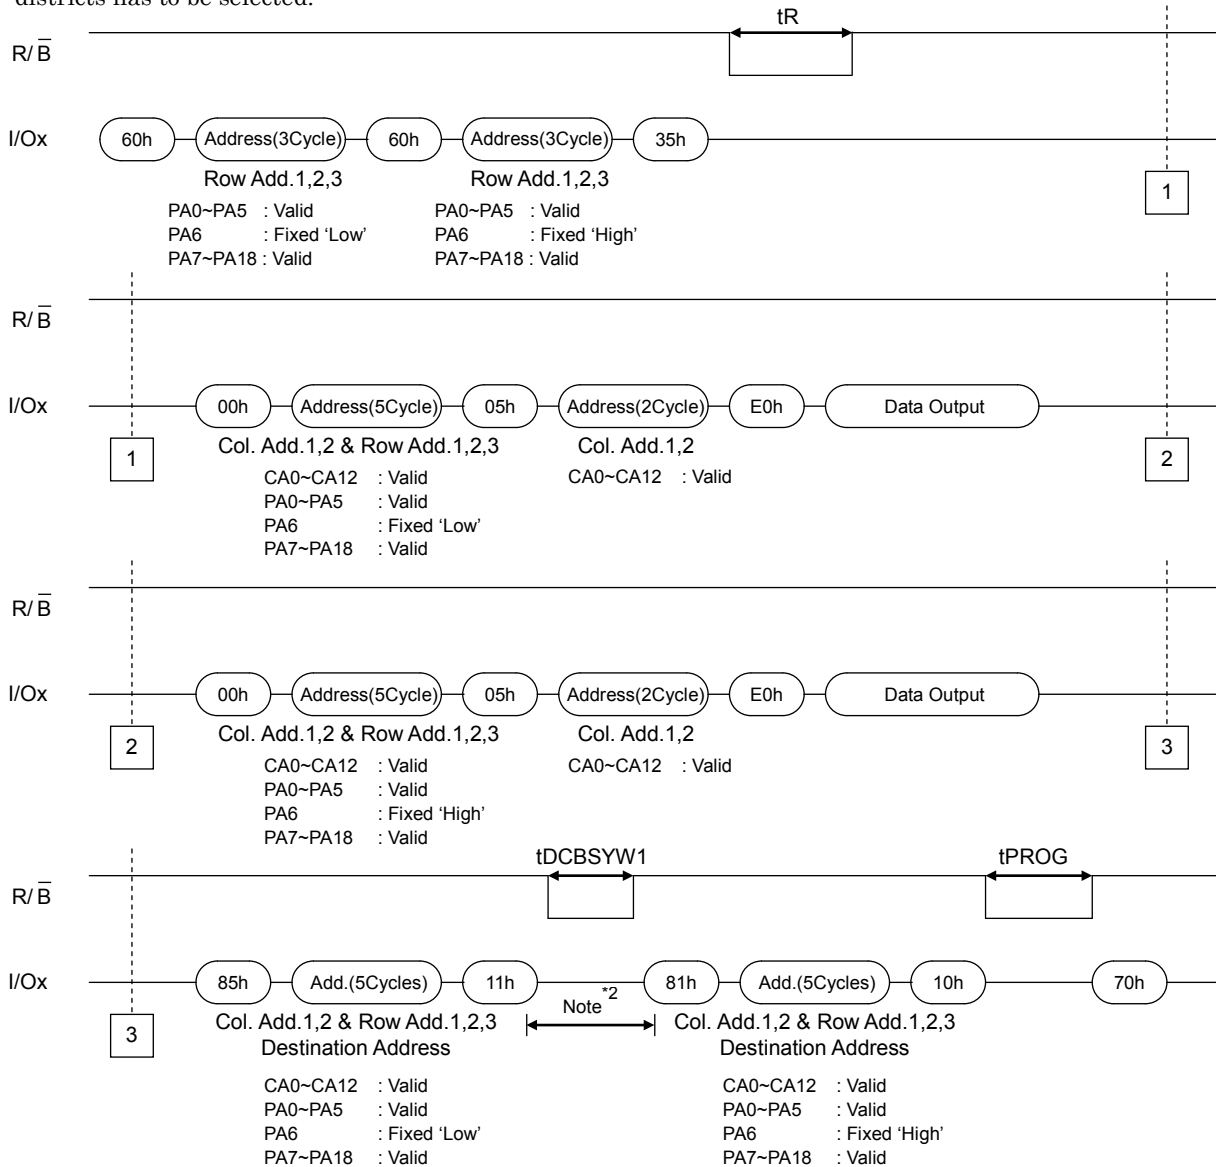 districts has to be selected.
tR
R/B̅
I/Ox 60h Address(3Cycle) 60h Address(3Cycle) 35h
Row Add.1,2,3 Row Add.1,2,3
1
PA0~PA5 : Valid PA0~PA5 : Valid
PA6 : Fixed ‘Low’ PA6 : Fixed ‘High’
PA7~PA18 : Valid PA7~PA18 : Valid
R/B̅
I/Ox 00h Address(5Cycle) 05h Address(2Cycle) E0h Data Output
Col. Add.1,2 & Row Add.1,2,3 Col. Add.1,2
1 2
CA0~CA12 : Valid CA0~CA12 : Valid
PA0~PA5 : Valid
PA6 : Fixed ‘Low’
PA7~PA18 : Valid
R/B̅
I/Ox 00h Address(5Cycle) 05h Address(2Cycle) E0h Data Output
Col. Add.1,2 & Row Add.1,2,3 Col. Add.1,2
2 3
CA0~CA12 : Valid CA0~CA12 : Valid
PA0~PA5 : Valid
PA6 : Fixed ‘High’
PA7~PA18 : Valid
tDCBSYW1 tPROG
R/B̅
I/Ox 85h Add.(5Cycles) 11h Note*2 81h Add.(5Cycles) 10h 70h
Col. Add.1,2 & Row Add.1,2,3 Col. Add.1,2 & Row Add.1,2,3
3
Destination Address Destination Address
CA0~CA12 : Valid CA0~CA12 : Valid
PA0~PA5 : Valid PA0~PA5 : Valid
PA6 : Fixed ‘Low’ PA6 : Fixed ‘High’
PA7~PA18 : Valid PA7~PA18 : Valid